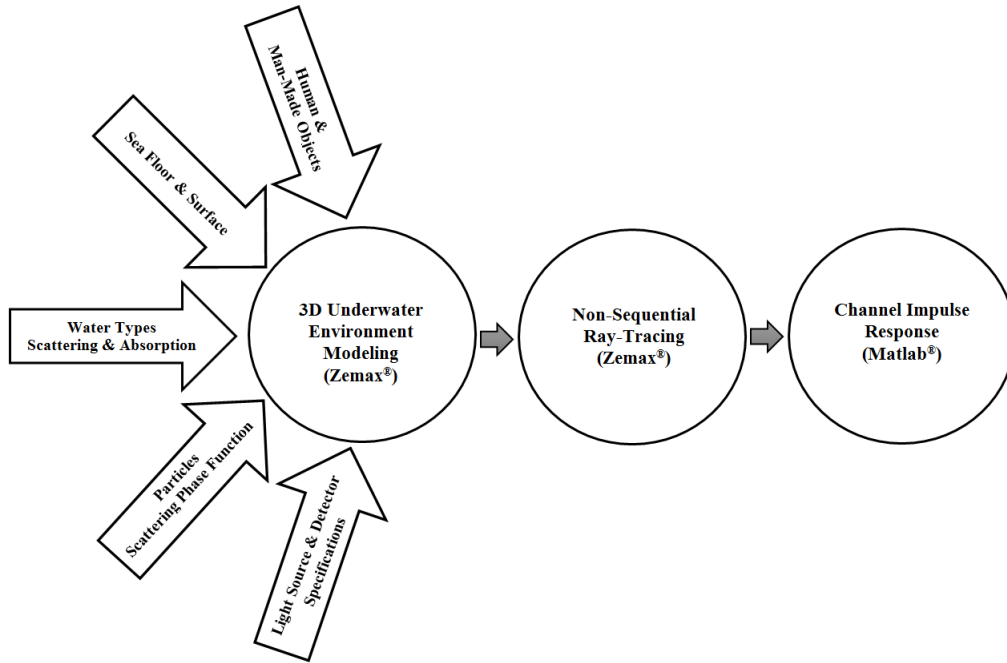 Human &
Man-Made Objects
Sea Floor & Surface
Water Types
Scattering & Absorption
Particles
Scattering Phase Function
Light Source & Detector
Specifications
3D Underwater
Environment
Modeling
(Zemax®)
Non-Sequential
Ray-Tracing
(Zemax®)
Channel Impulse
Response
(Matlab®)